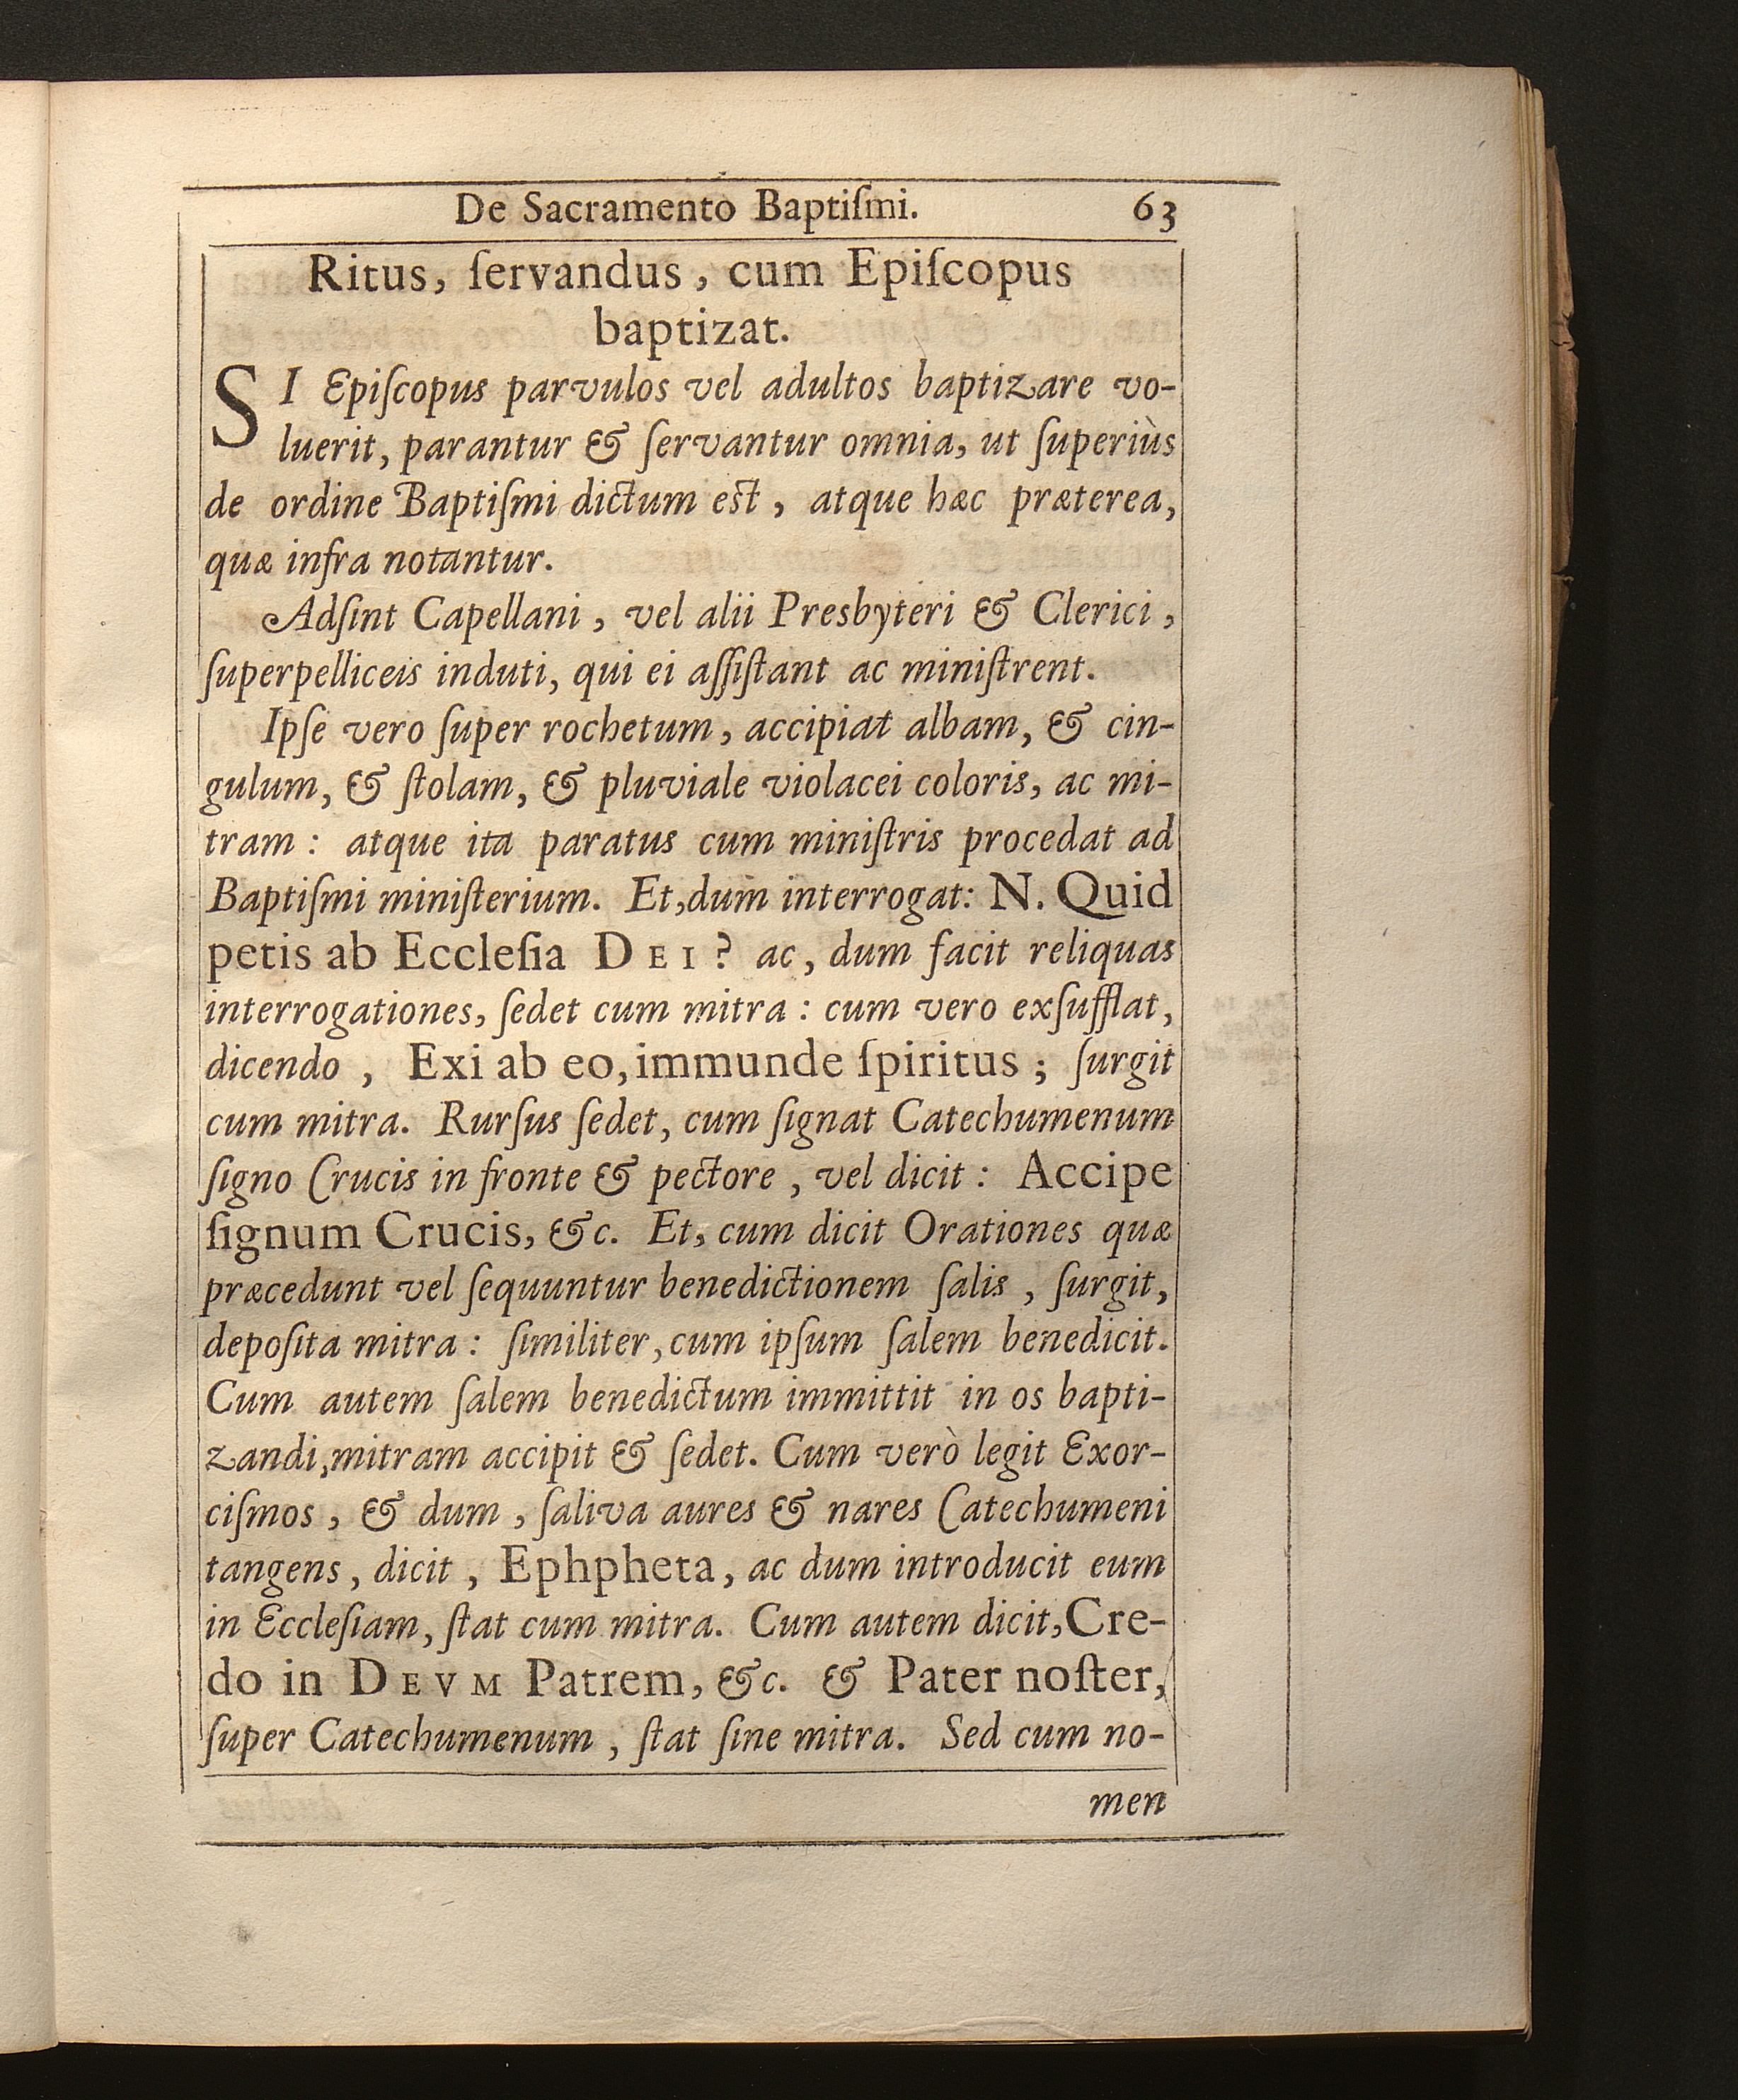 De Sacramento Baptiſmi. 63
Ritus, ſervandus, cum Epiſcopus
baptizat.
SI Epiſcopus parvulos vel adultos baptizare vo-
luerit, parantur & ſervantur omnia, ut ſuperiùs
de ordine Baptiſmi dictum est, atque hæc præterea,
quæ infra notantur.
Adſint Capellani, vel alii Presbyteri & Clerici,
ſuperpelliceis induti, qui ei aſſiſtant ac miniſtrent.
Ipſe vero ſuper rochetum, accipiat albam, & cin-
gulum, & ſtolam, & pluviale violacei coloris, ac mi-
tram: atque ita paratus cum miniſtris procedat ad
Baptiſmi miniſterium. Et, dum interrogat: N. Quid
petis ab Eccleſia DEI? ac, dum facit reliquas
interrogationes, ſedet cum mitra: cum vero exſufflat,
dicendo, Exi ab eo, immunde ſpiritus; ſurgit
cum mitra. Rurſus ſedet, cum ſignat Catechumenum
ſigno Crucis in fronte & pectore, vel dicit: Accipe
ſignum Crucis, &c. Et, cum dicit Orationes quæ
præcedunt vel ſequuntur benedictionem ſalis, ſurgit,
depoſita mitra: ſimiliter, cum ipſum ſalem benedicit.
Cum autem ſalem benedictum immittit in os bapti-
zandi, mitram accipit & ſedet. Cum verò legit Exor-
ciſmos, & dum, ſaliva aures & nares Catechumeni
tangens, dicit, Ephpheta, ac dum introducit eum
in Eccleſiam, ſtat cum mitra. Cum autem dicit, Cre-
do in DEVM Patrem, &c. & Pater noſter,
ſuper Catechumenum, ſtat ſine mitra. Sed cum no-
men